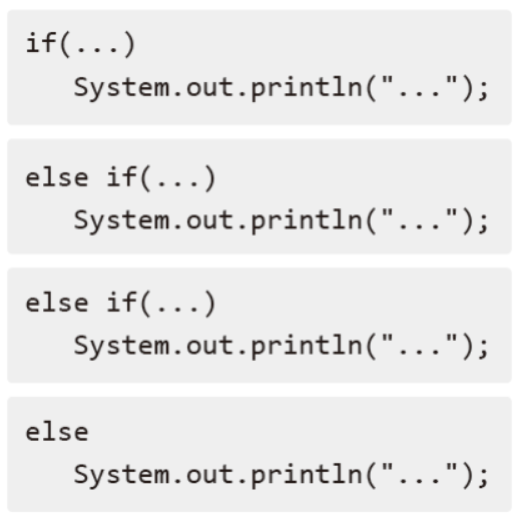 if(...)
System.out.println("...");
else if(...)
System.out.println("...");
else if(...)
System.out.println("...");
else
System.out.println("...");